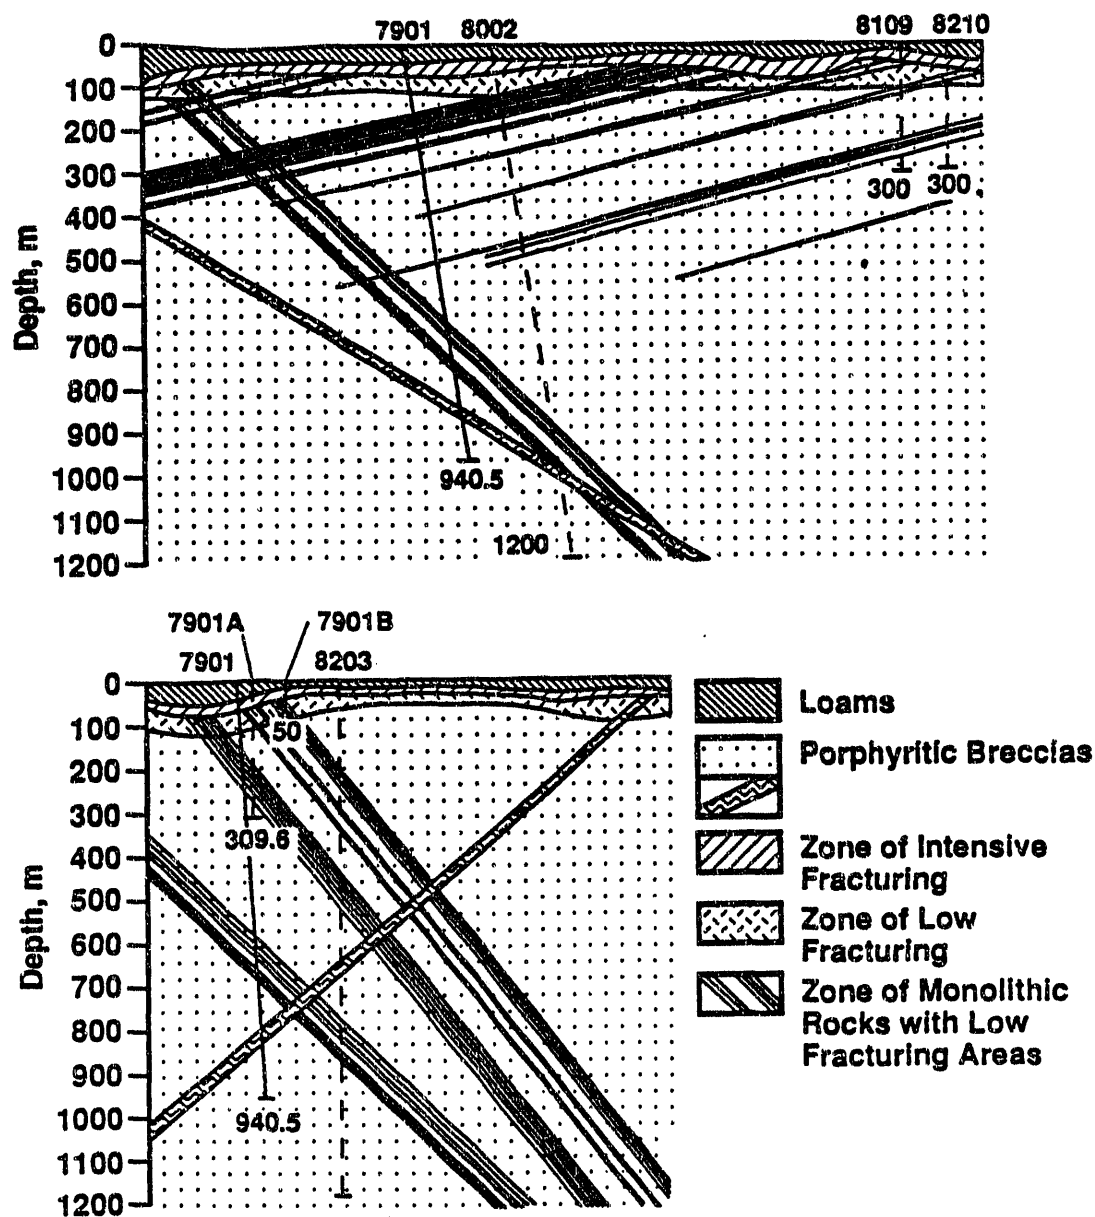 7901 8002 8109 8210
0
100
200
300
400
500
600
700
800
900
1000
1100
1200
Depth, m
300 300
940.5
1200
7901A 7901B
7901 8203
0
100
200
300
400
500
600
700
800
900
1000
1100
1200
Depth, m
50
309.6
940.5
Loams
Porphyritic Breccias
Zone of Intensive
Fracturing
Zone of Low
Fracturing
Zone of Monolithic
Rocks with Low
Fracturing Areas